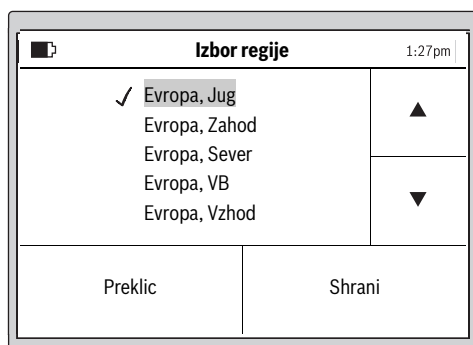 Izbor regije 1:27pm
Evropa, Jug
Evropa, Zahod
Evropa, Sever
Evropa, VB
Evropa, Vzhod
Preklic Shrani